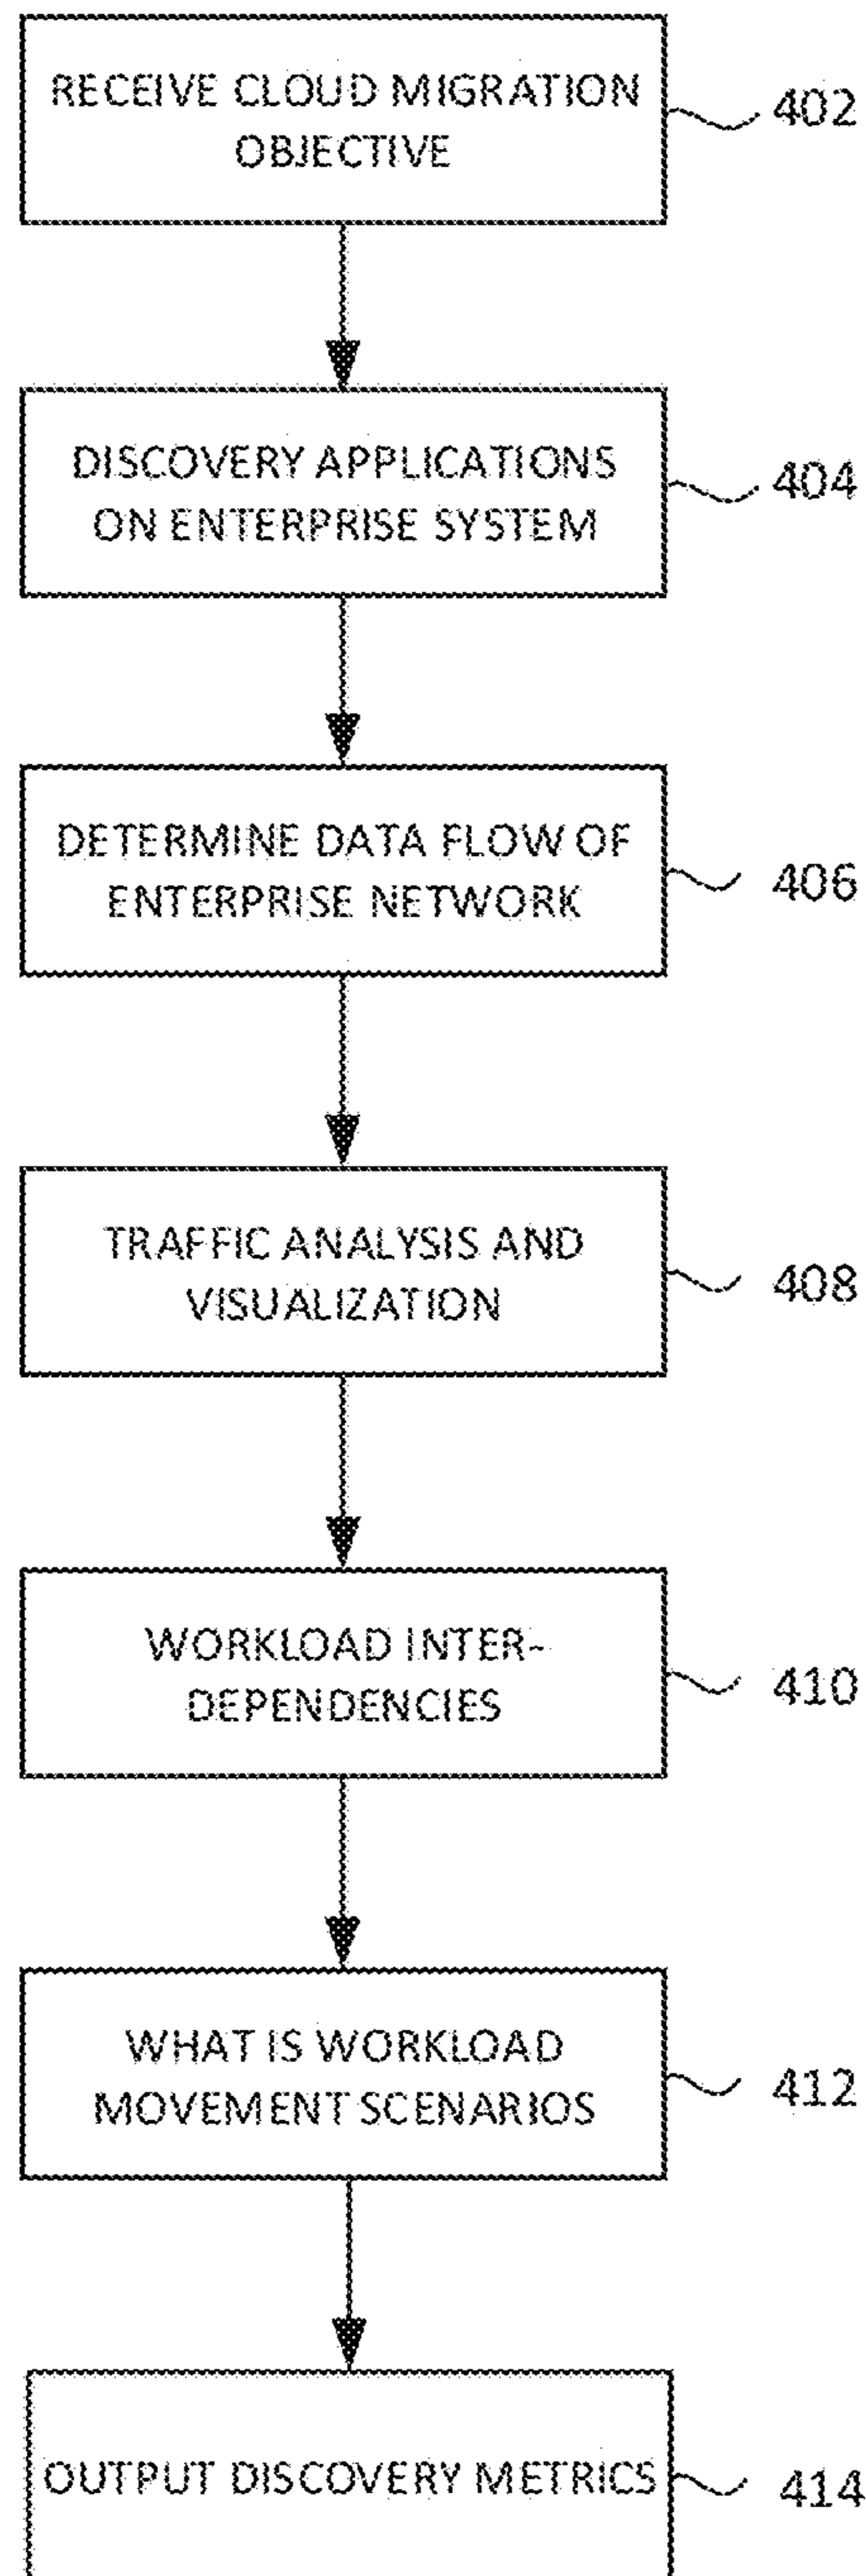 RECEIVE CLOUD MIGRATION
OBJECTIVE
402
DISCOVERY APPLICATIONS
ON ENTERPRISE SYSTEM
404
DETERMINE DATA FLOW OF
ENTERPRISE NETWORK
406
TRAFFIC ANALYSIS AND
VISUALIZATION
408
WORKLOAD INTER-
DEPENDENCIES
410
WHAT IS WORKLOAD
MOVEMENT SCENARIOS
412
OUTPUT DISCOVERY METRICS
414